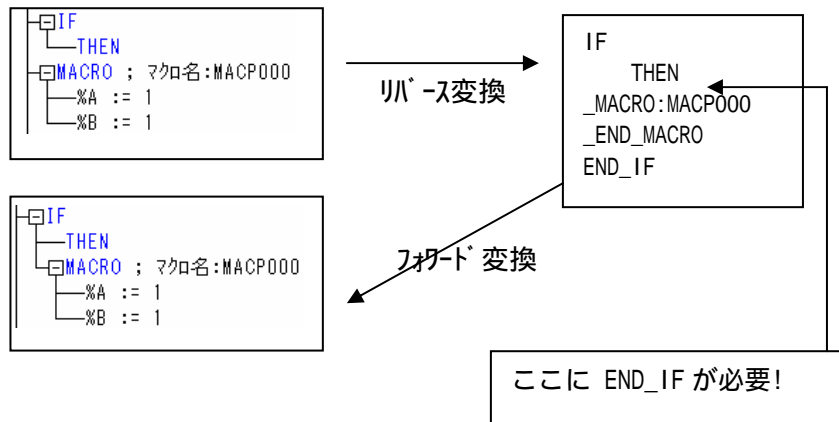 IF
THEN
MACRO ; マクロ名:MACP000
%A := 1
%B := 1
リバース変換
IF
THEN
_MACRO:MACP000
_END_MACRO
END_IF
IF
THEN
MACRO ; マクロ名:MACP000
%A := 1
%B := 1
フォワード変換
ここに END_IF が必要!